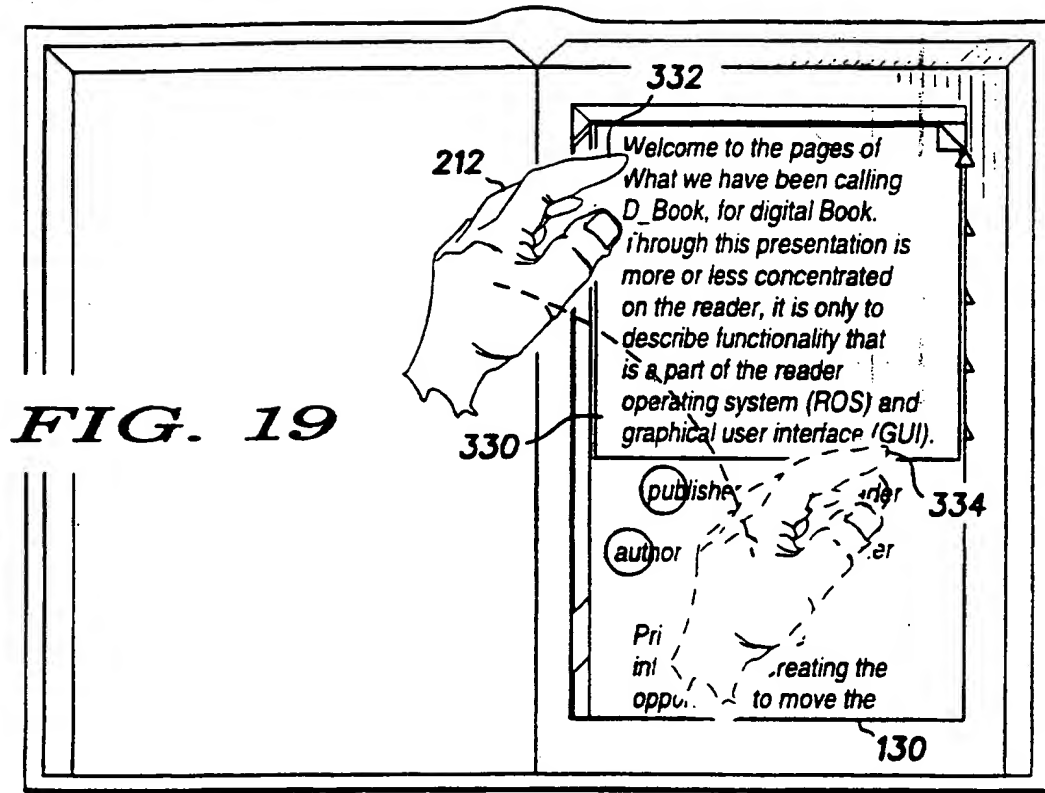 332
212
Welcome to the pages of
What we have been calling
D_Book, for digital Book.
Through this presentation is
more or less concentrated
on the reader, it is only to
describe functionality that
is a part of the reader
operating system (ROS) and
graphical user interface (GUI).
FIG. 19
330
334
publisher
author
reating the
to move the
130